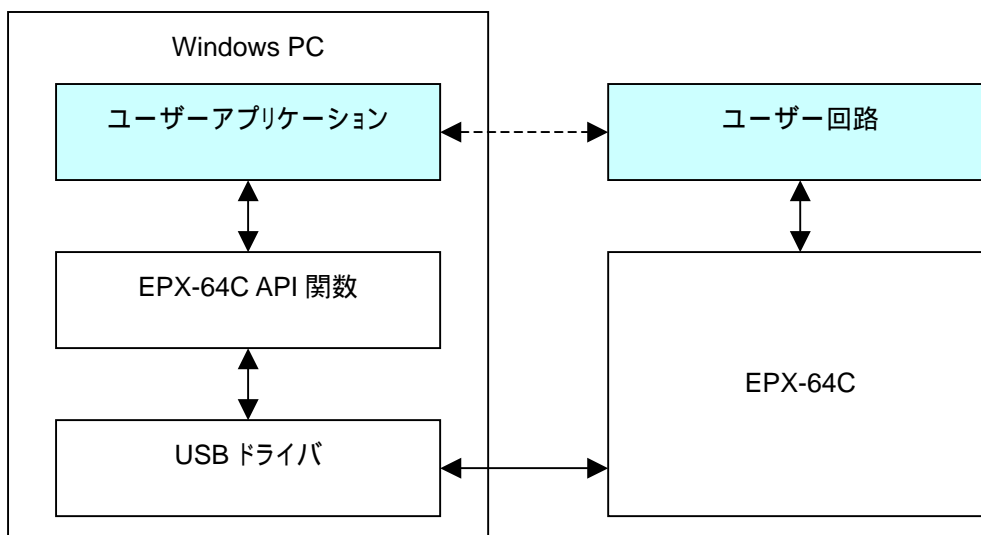 Windows PC
ユーザーアプリケーション
ユーザー回路
EPX-64C API 関数
EPX-64C
USB ドライバ